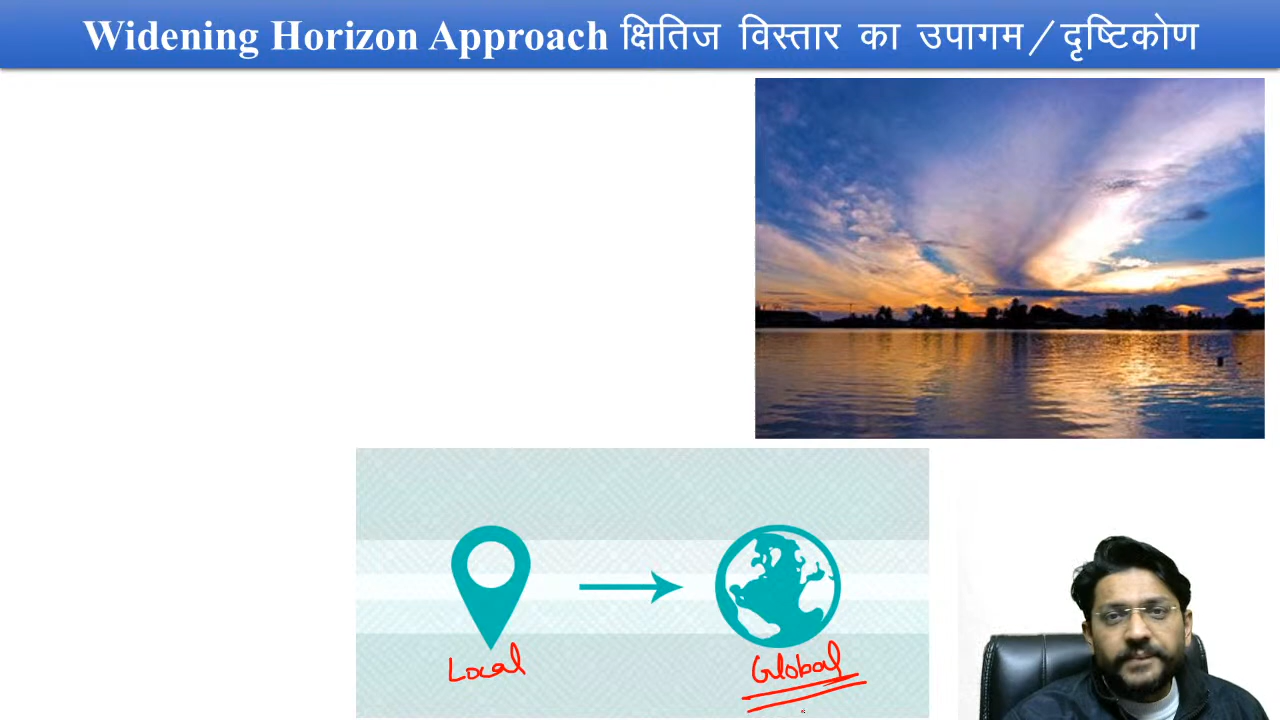 Widening Horizon Approach क्षितिज विस्तार का उपागम/दृष्टिकोण
Local
Global